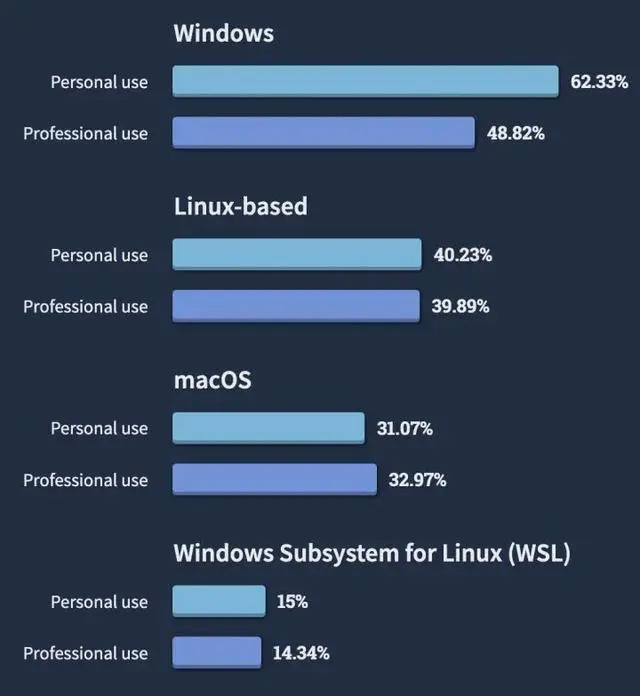 Windows
Personal use 62.33%
Professional use 48.82%
Linux-based
Personal use 40.23%
Professional use 39.89%
macOS
Personal use 31.07%
Professional use 32.97%
Windows Subsystem for Linux (WSL)
Personal use 15%
Professional use 14.34%